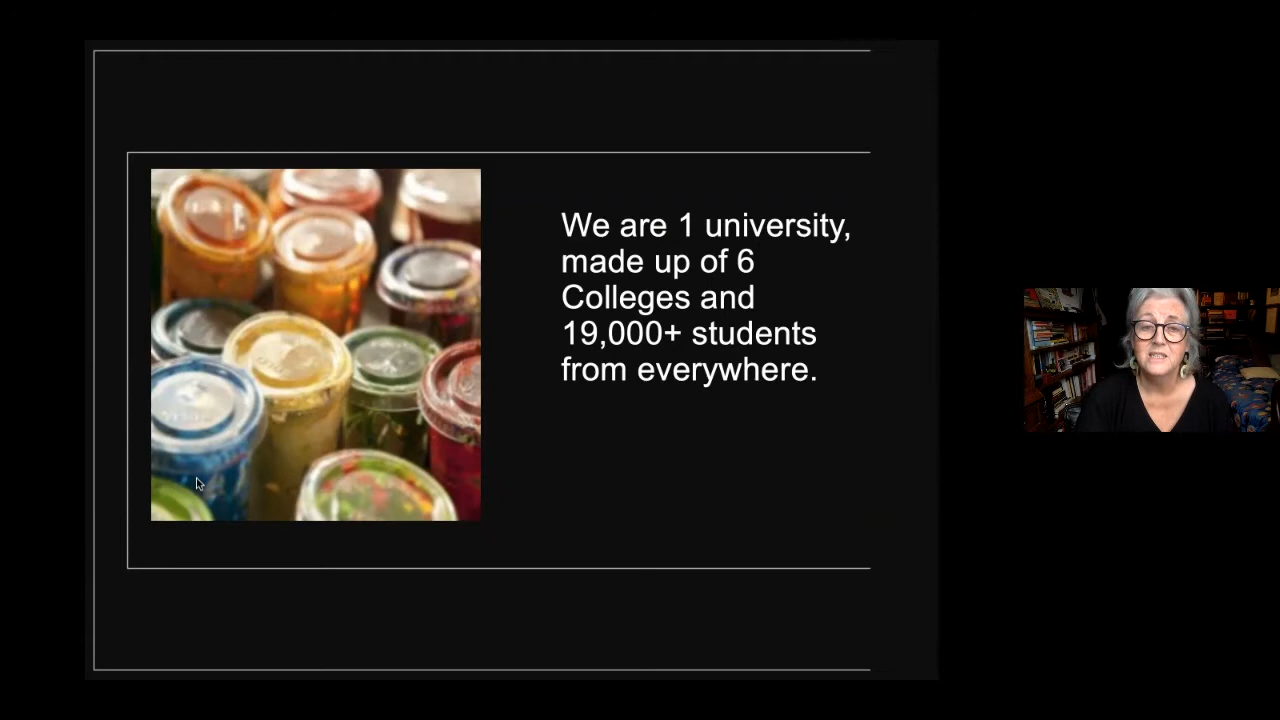 We are 1 university,
made up of 6
Colleges and
19,000+ students
from everywhere.